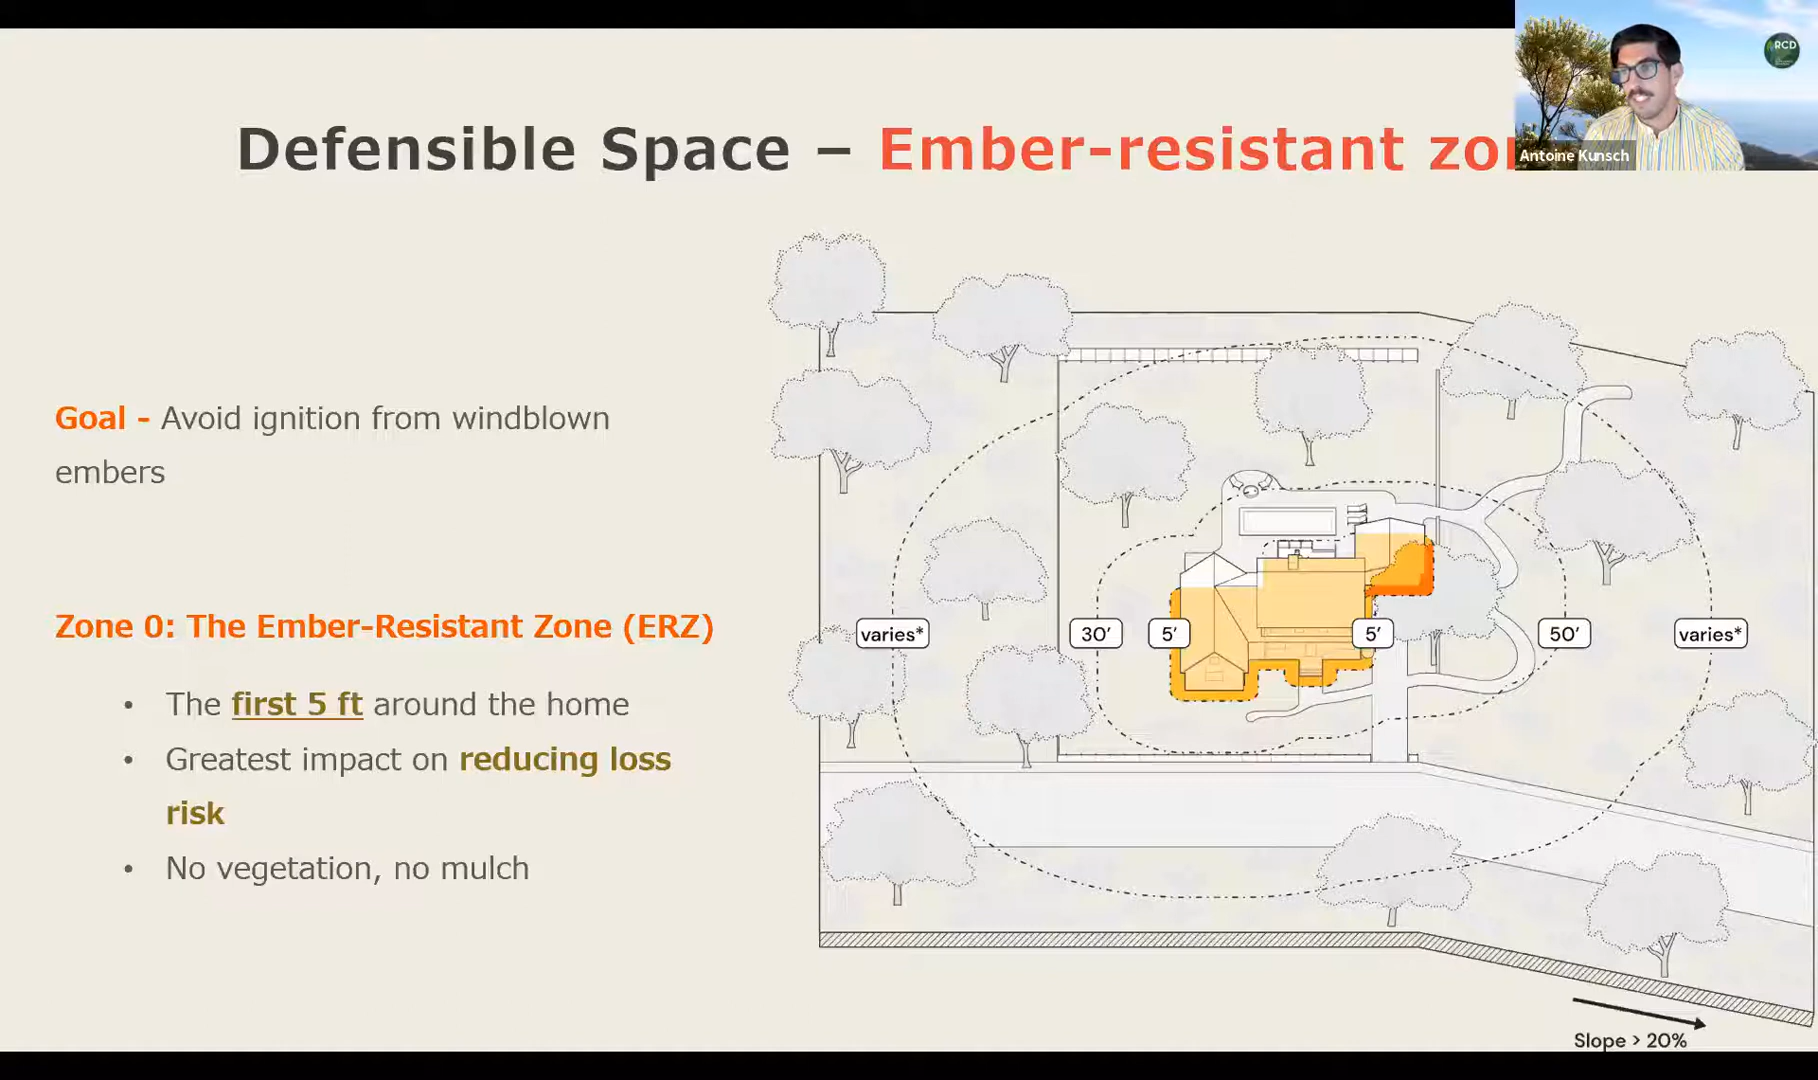 RCD
Defensible Space – Ember-resistant
Antoine Kunsch
Goal - Avoid ignition from windblown
embers
Zone 0: The Ember-Resistant Zone (ERZ)
• The first 5 ft around the home
• Greatest impact on reducing loss
risk
• No vegetation, no mulch
varies* 30’ 5’ 5’ 50’ varies*
Slope > 20%